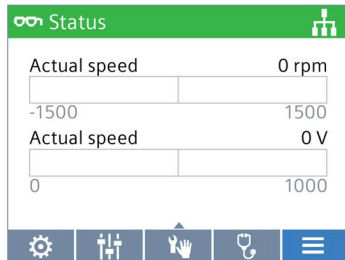 Status
Actual speed 0 rpm
-1500 1500
Actual speed 0 V
0 1000